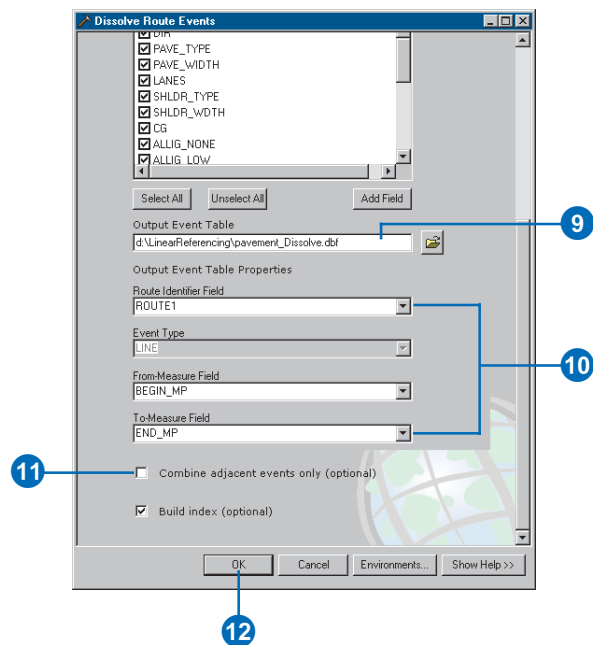 Dissolve Route Events
DIR
PAVE_TYPE
PAVE_WIDTH
LANES
SHLDR_TYPE
SHLDR_WDTH
CG
ALLIG_NONE
ALLIG_LOW
Select All Unselect All Add Field
Output Event Table
d:\LinearReferencing\pavement_Dissolve.dbf
9
Output Event Table Properties
Route Identifier Field
ROUTE1
Event Type
LINE
10
From-Measure Field
BEGIN_MP
To-Measure Field
END_MP
11
Combine adjacent events only (optional)
Build index (optional)
OK Cancel Environments... Show Help >>
12